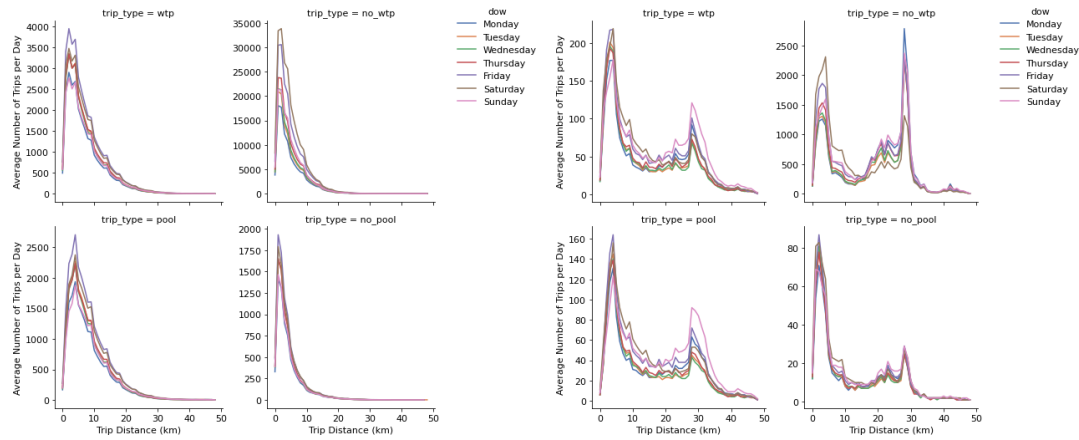 trip_type = wtp
trip_type = no_wtp
dow
Monday
Tuesday
Wednesday
Thursday
Friday
Saturday
Sunday
Average Number of Trips per Day
4000
3500
3000
2500
2000
1500
1000
500
0
35000
30000
25000
20000
15000
10000
5000
0
trip_type = pool
trip_type = no_pool
Average Number of Trips per Day
2500
2000
1500
1000
500
0
2000
1750
1500
1250
1000
750
500
250
0
0 10 20 30 40 50
Trip Distance (km)
0 10 20 30 40 50
Trip Distance (km)
trip_type = wtp
trip_type = no_wtp
dow
Monday
Tuesday
Wednesday
Thursday
Friday
Saturday
Sunday
Average Number of Trips per Day
200
150
100
50
0
2500
2000
1500
1000
500
0
trip_type = pool
trip_type = no_pool
Average Number of Trips per Day
160
140
120
100
80
60
40
20
0
80
60
40
20
0
0 10 20 30 40 50
Trip Distance (km)
0 10 20 30 40 50
Trip Distance (km)